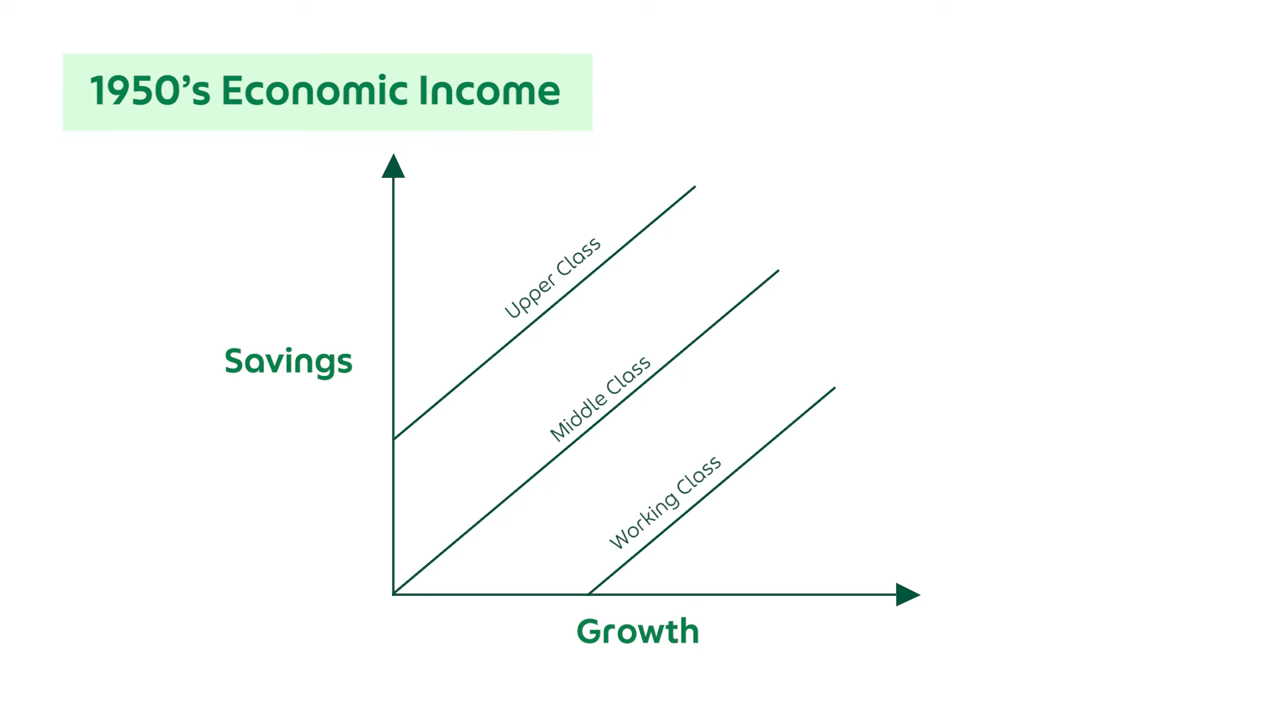 1950’s Economic Income
Upper Class
Savings
Middle Class
Working Class
Growth